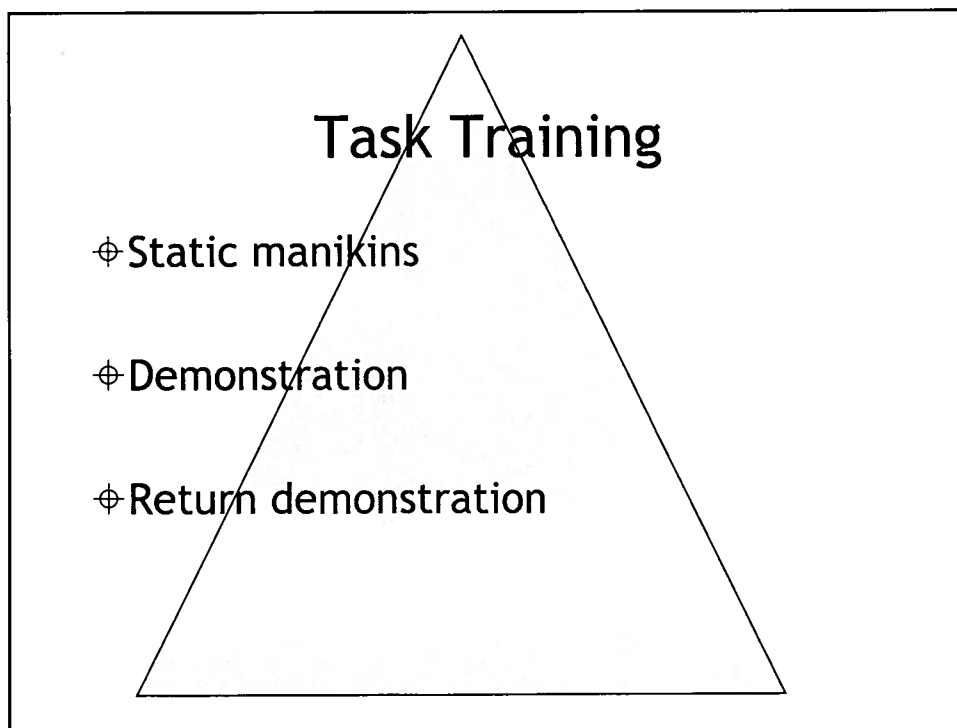 Task Training
⌖Static manikins
⌖Demonstration
⌖Return demonstration